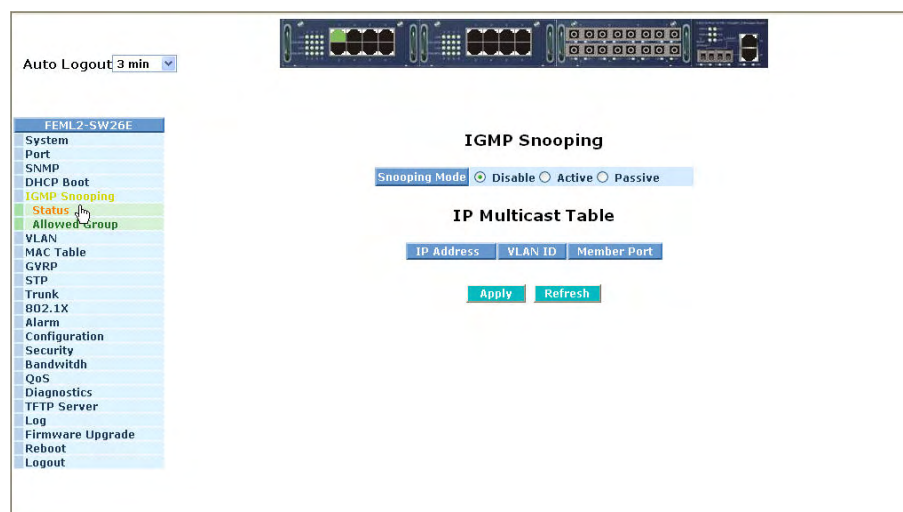 Auto Logout 3 min
FEML2-SW26E
System
Port
SNMP
DHCP Boot
IGMP Snooping
Status
Allowed Group
VLAN
MAC Table
GVRP
STP
Trunk
802.1X
Alarm
Configuration
Security
Bandwitdh
QoS
Diagnostics
TFTP Server
Log
Firmware Upgrade
Reboot
Logout
IGMP Snooping
Snooping Mode Disable Active Passive
IP Multicast Table
IP Address VLAN ID Member Port
Apply Refresh